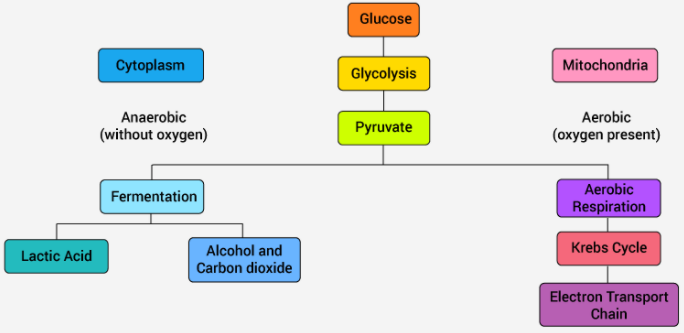 Glucose
Cytoplasm
Glycolysis
Mitochondria
Anaerobic
(without oxygen)
Pyruvate
Aerobic
(oxygen present)
Fermentation
Aerobic
Respiration
Lactic Acid
Alcohol and
Carbon dioxide
Krebs Cycle
Electron Transport
Chain